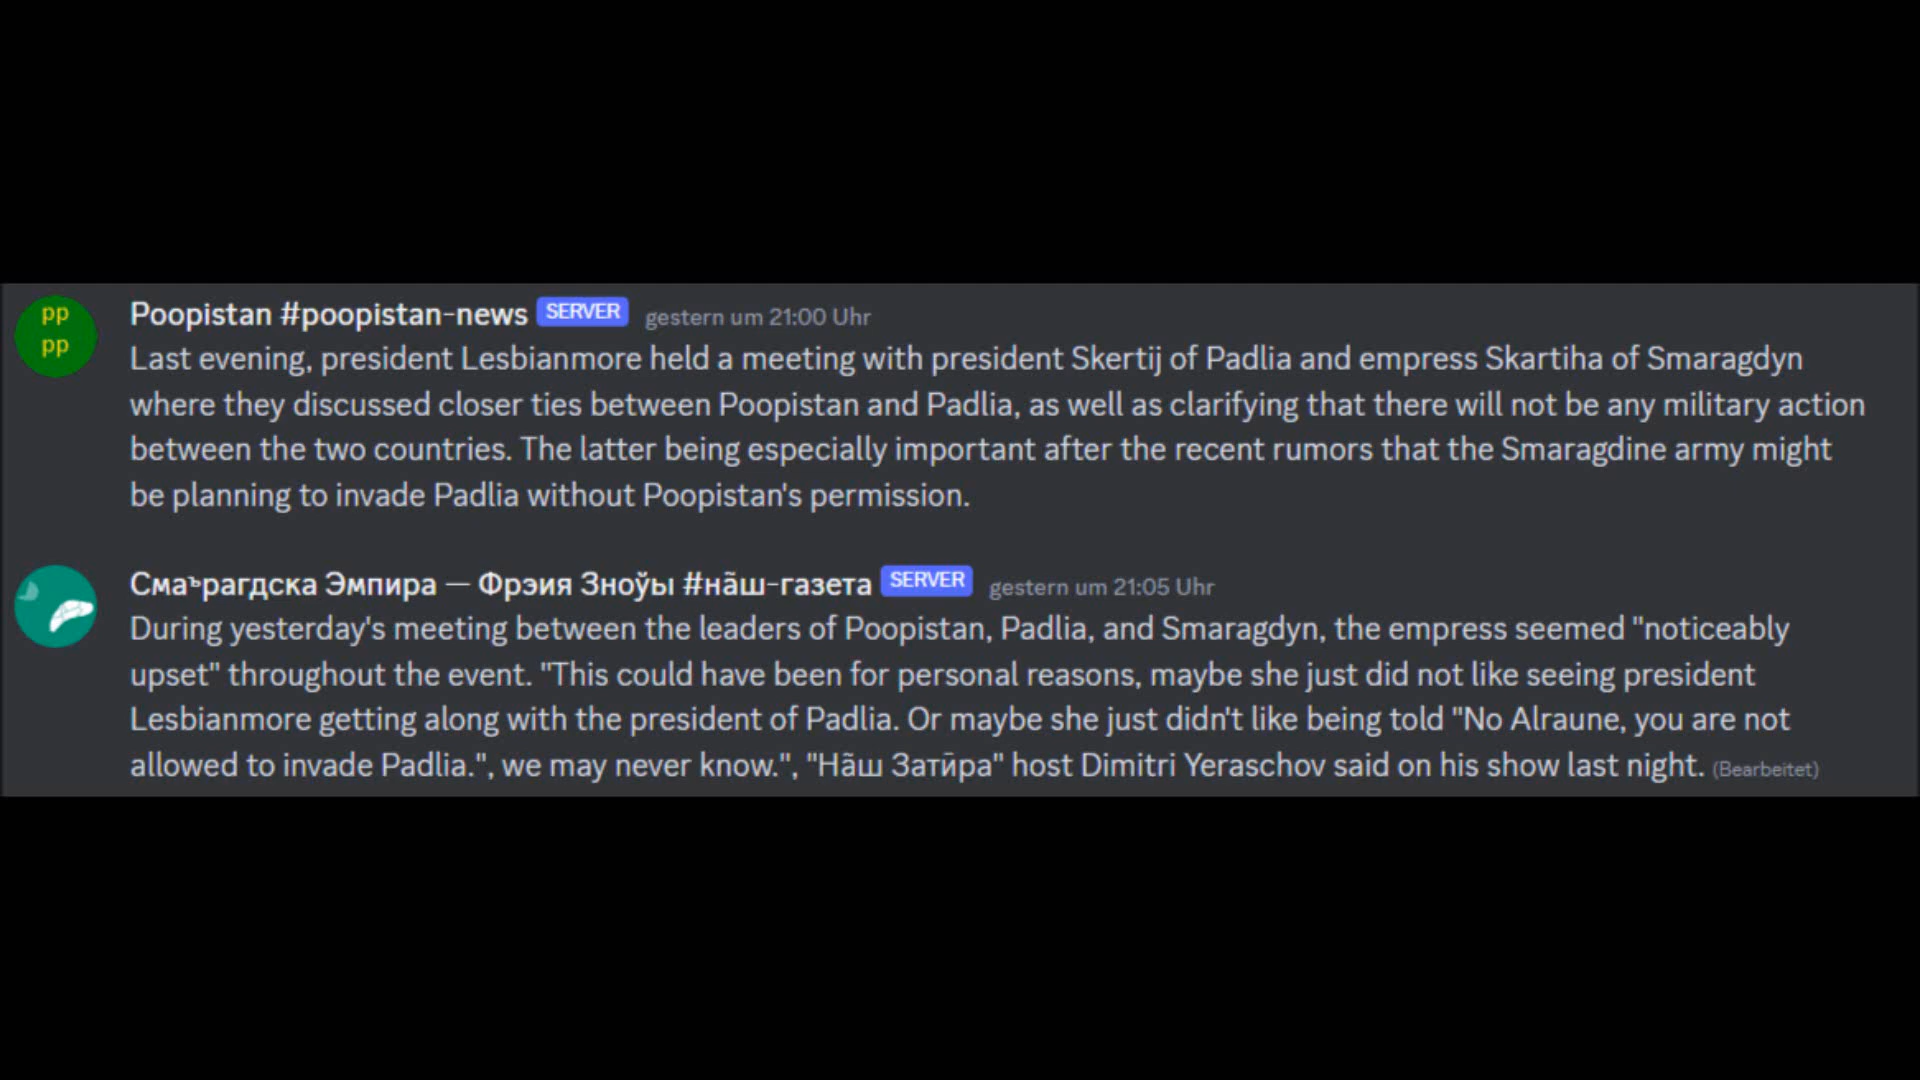 pp
pp
Poopistan #poopistan-news SERVER gestern um 21:00 Uhr
Last evening, president Lesbianmore held a meeting with president Skertij of Padlia and empress Skartiha of Smaragdyn
where they discussed closer ties between Poopistan and Padlia, as well as clarifying that there will not be any military action
between the two countries. The latter being especially important after the recent rumors that the Smaragdine army might
be planning to invade Padlia without Poopistan's permission.
Смаърагдска Эмпира — Фрэия Зноўы #на̃ш-газета SERVER gestern um 21:05 Uhr
During yesterday's meeting between the leaders of Poopistan, Padlia, and Smaragdyn, the empress seemed "noticeably
upset" throughout the event. "This could have been for personal reasons, maybe she just did not like seeing president
Lesbianmore getting along with the president of Padlia. Or maybe she just didn't like being told "No Alraune, you are not
allowed to invade Padlia.", we may never know.", "На̃ш Затӣра" host Dimitri Yeraschov said on his show last night. (Bearbeitet)